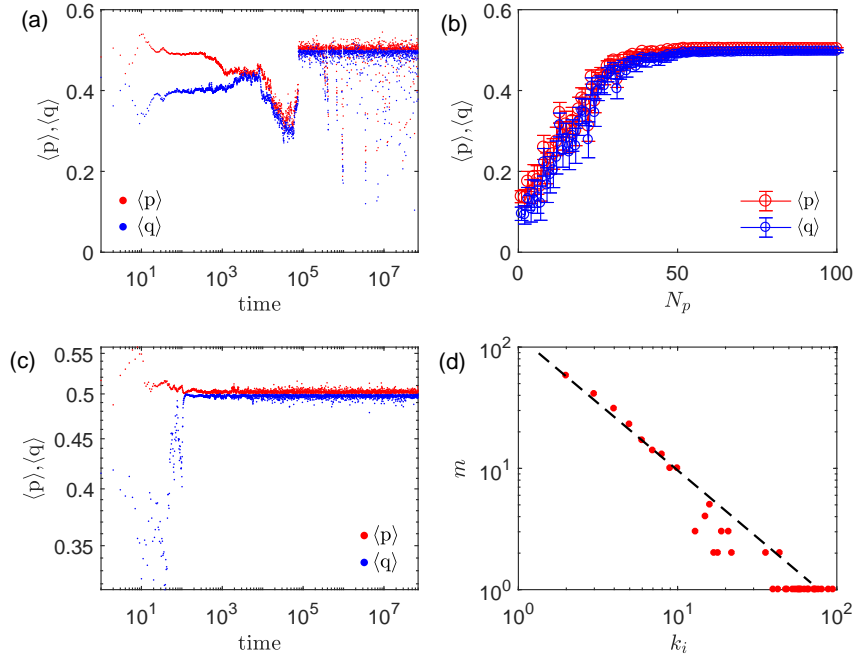 (a)
0.6
0.4
0.2
0
⟨p⟩,⟨q⟩
⟨p⟩
⟨q⟩
10^1
10^3
10^5
10^7
time
(b)
0.6
0.4
0.2
0
⟨p⟩,⟨q⟩
⟨p⟩
⟨q⟩
0
50
100
N_p
(c)
0.55
0.5
0.45
0.4
0.35
⟨p⟩,⟨q⟩
⟨p⟩
⟨q⟩
10^1
10^3
10^5
10^7
time
(d)
10^2
10^1
10^0
m
10^0
10^1
10^2
k_i